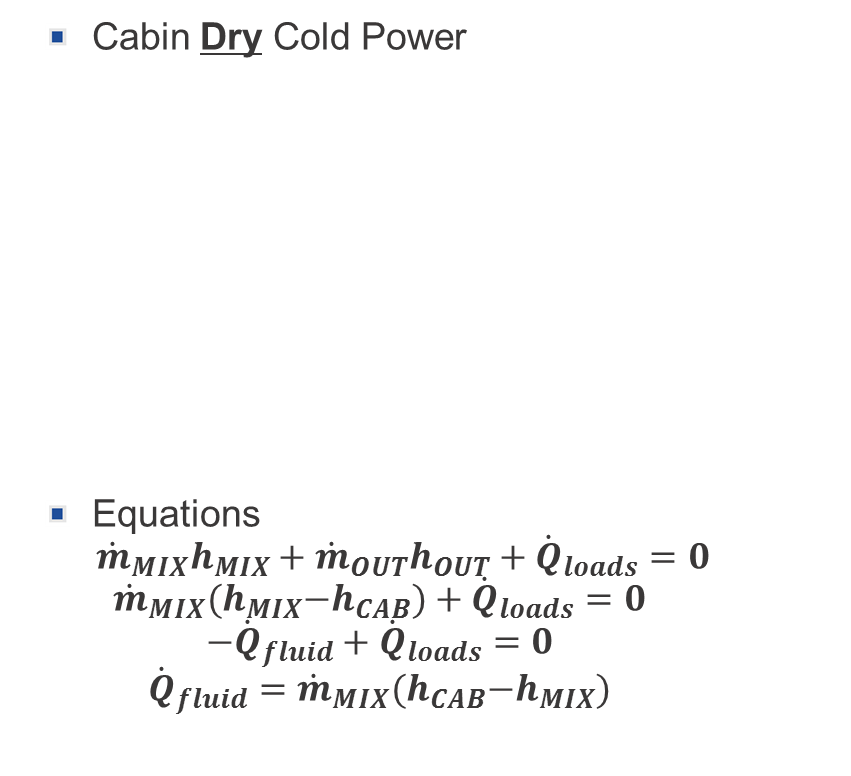 ▪ Cabin Dry Cold Power
▪ Equations
ṁ_MIX h_MIX + ṁ_OUT h_OUT + Q̇_loads = 0
ṁ_MIX(h_MIX−h_CAB) + Q̇_loads = 0
−Q̇_fluid + Q̇_loads = 0
Q̇_fluid = ṁ_MIX(h_CAB−h_MIX)